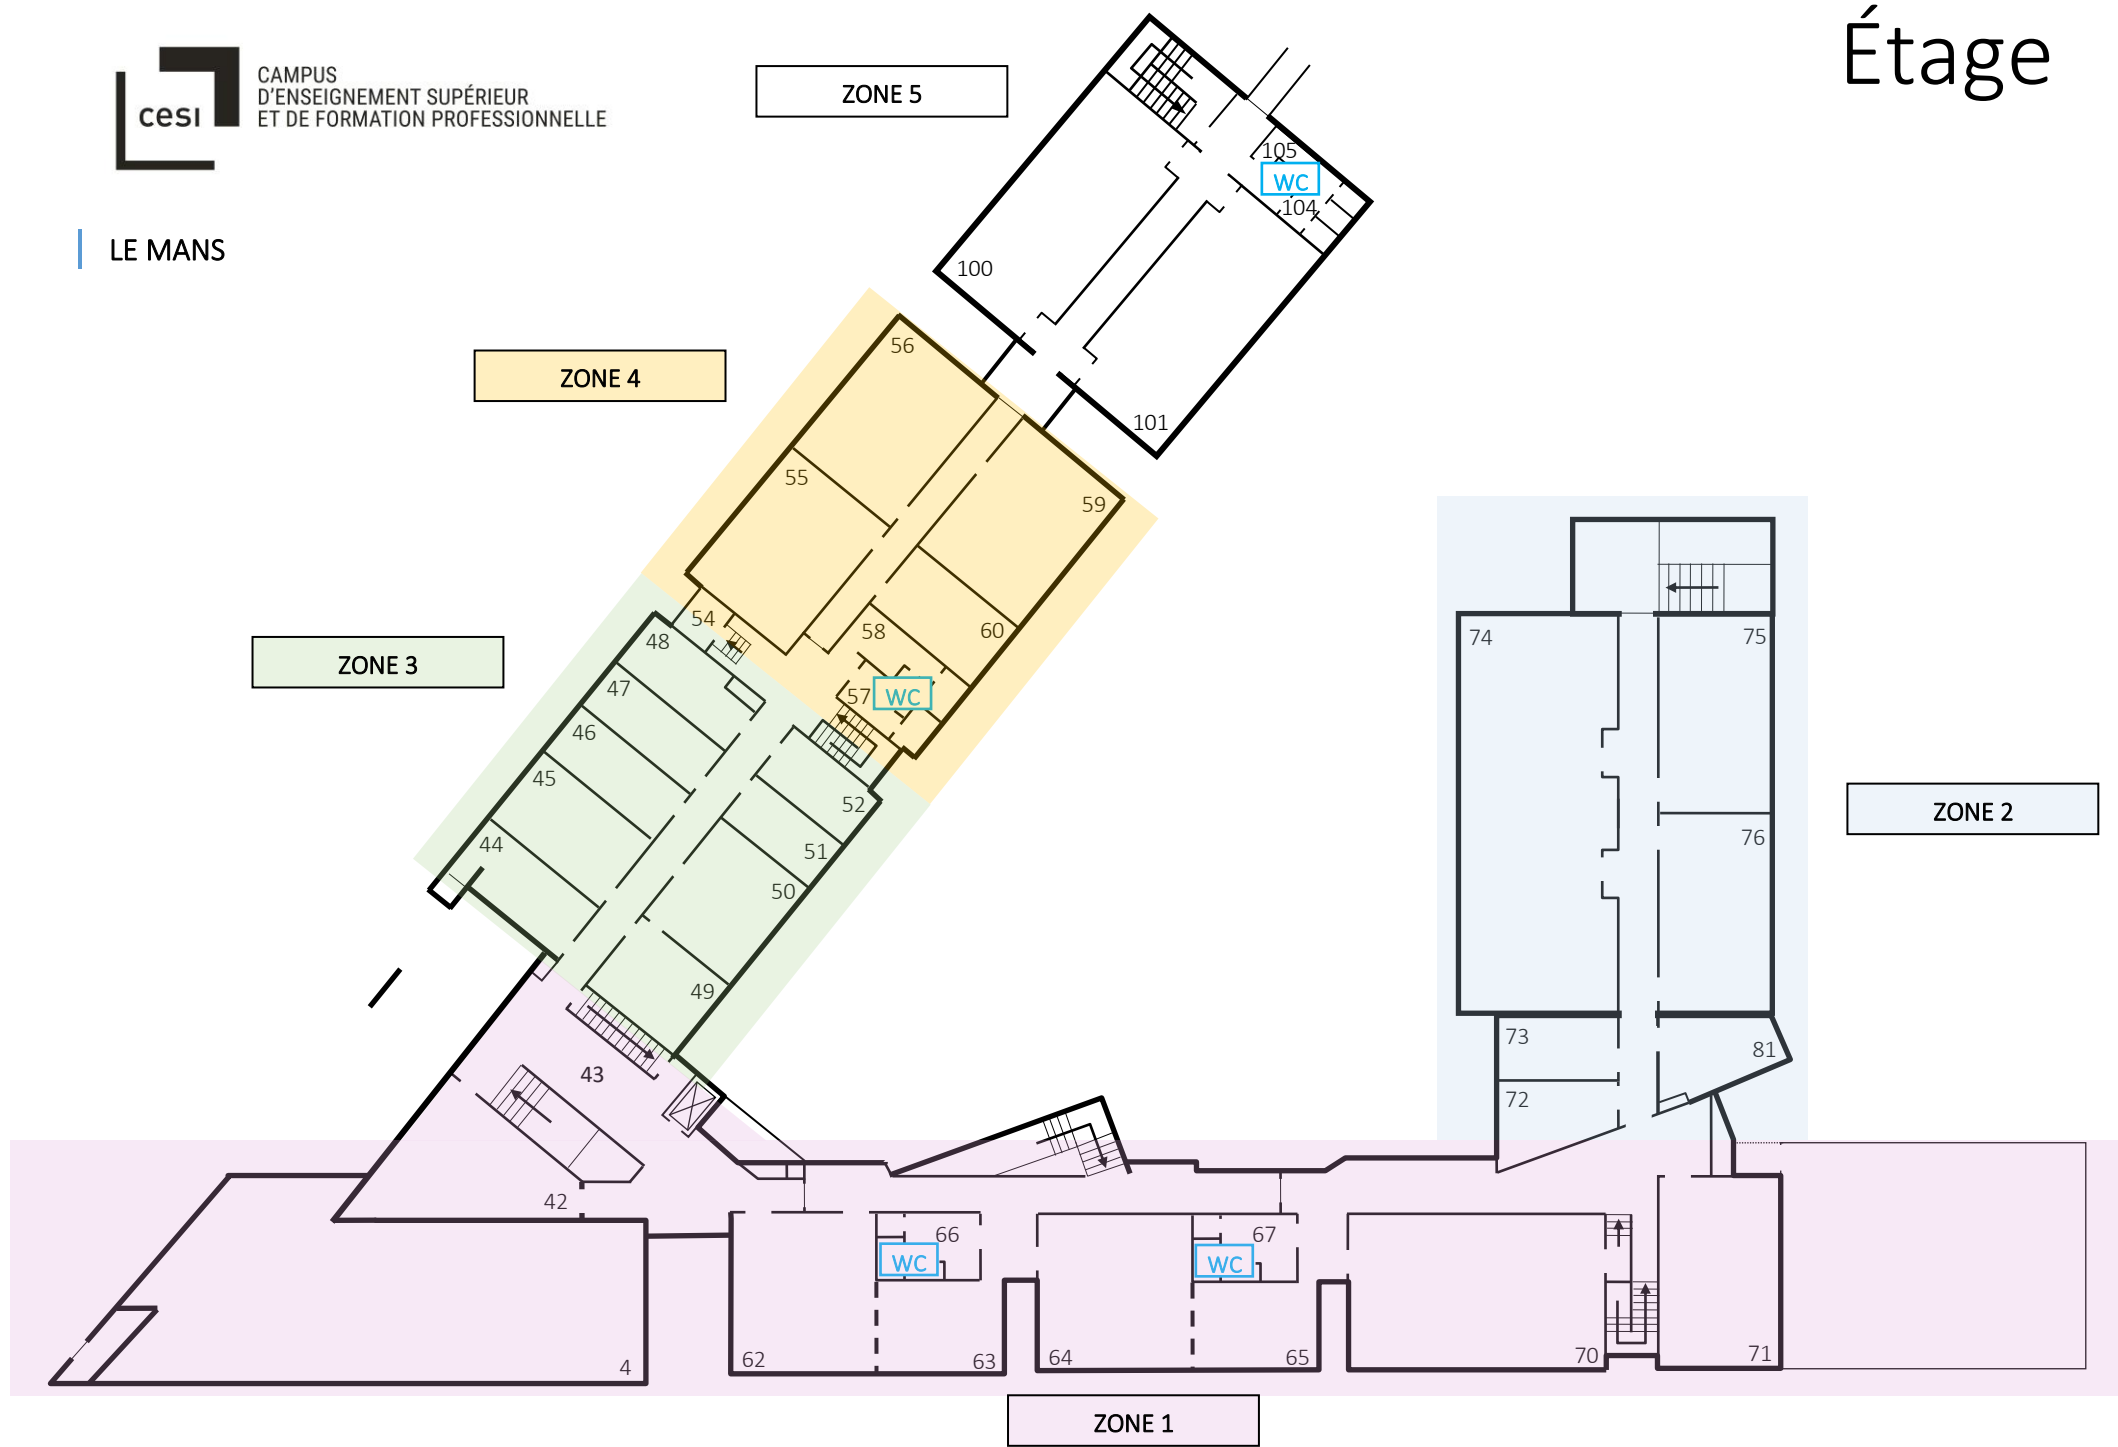 Étage
cesi
CAMPUS
D'ENSEIGNEMENT SUPÉRIEUR
ET DE FORMATION PROFESSIONNELLE
LE MANS
ZONE 5
105
WC
104
100
101
ZONE 4
56
55
59
54
58
60
57
WC
ZONE 3
48
47
46
45
44
52
51
50
49
ZONE 2
74
75
76
73
81
72
43
42
4
66
WC
67
WC
62
63
64
65
70
71
ZONE 1